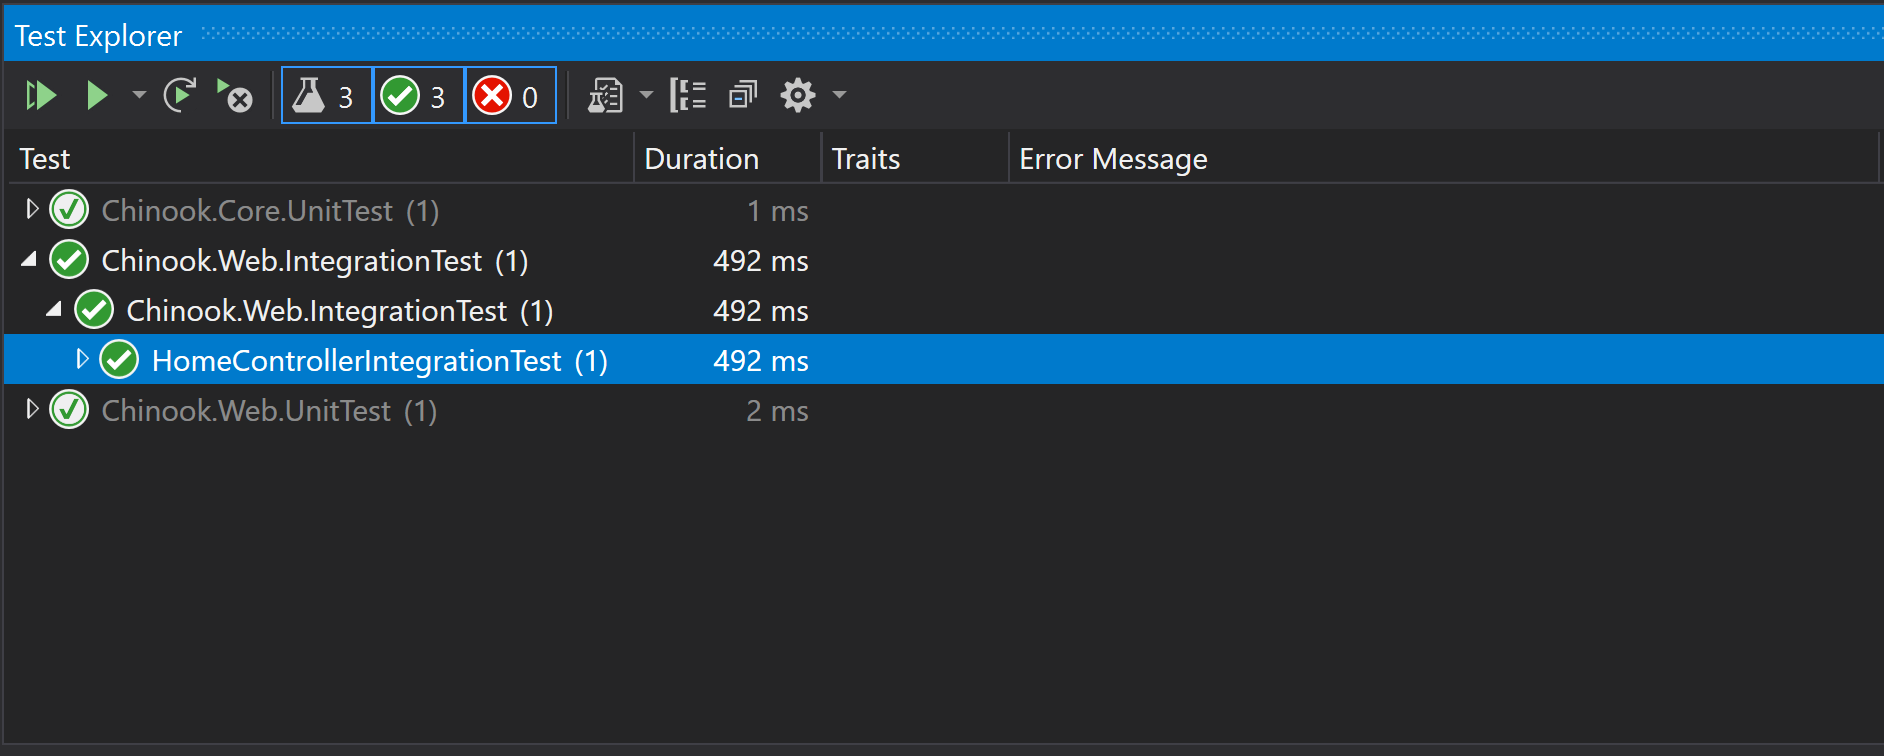 Test Explorer
3 3 0
Test Duration Traits Error Message
Chinook.Core.UnitTest (1) 1 ms
Chinook.Web.IntegrationTest (1) 492 ms
Chinook.Web.IntegrationTest (1) 492 ms
HomeControllerIntegrationTest (1) 492 ms
Chinook.Web.UnitTest (1) 2 ms